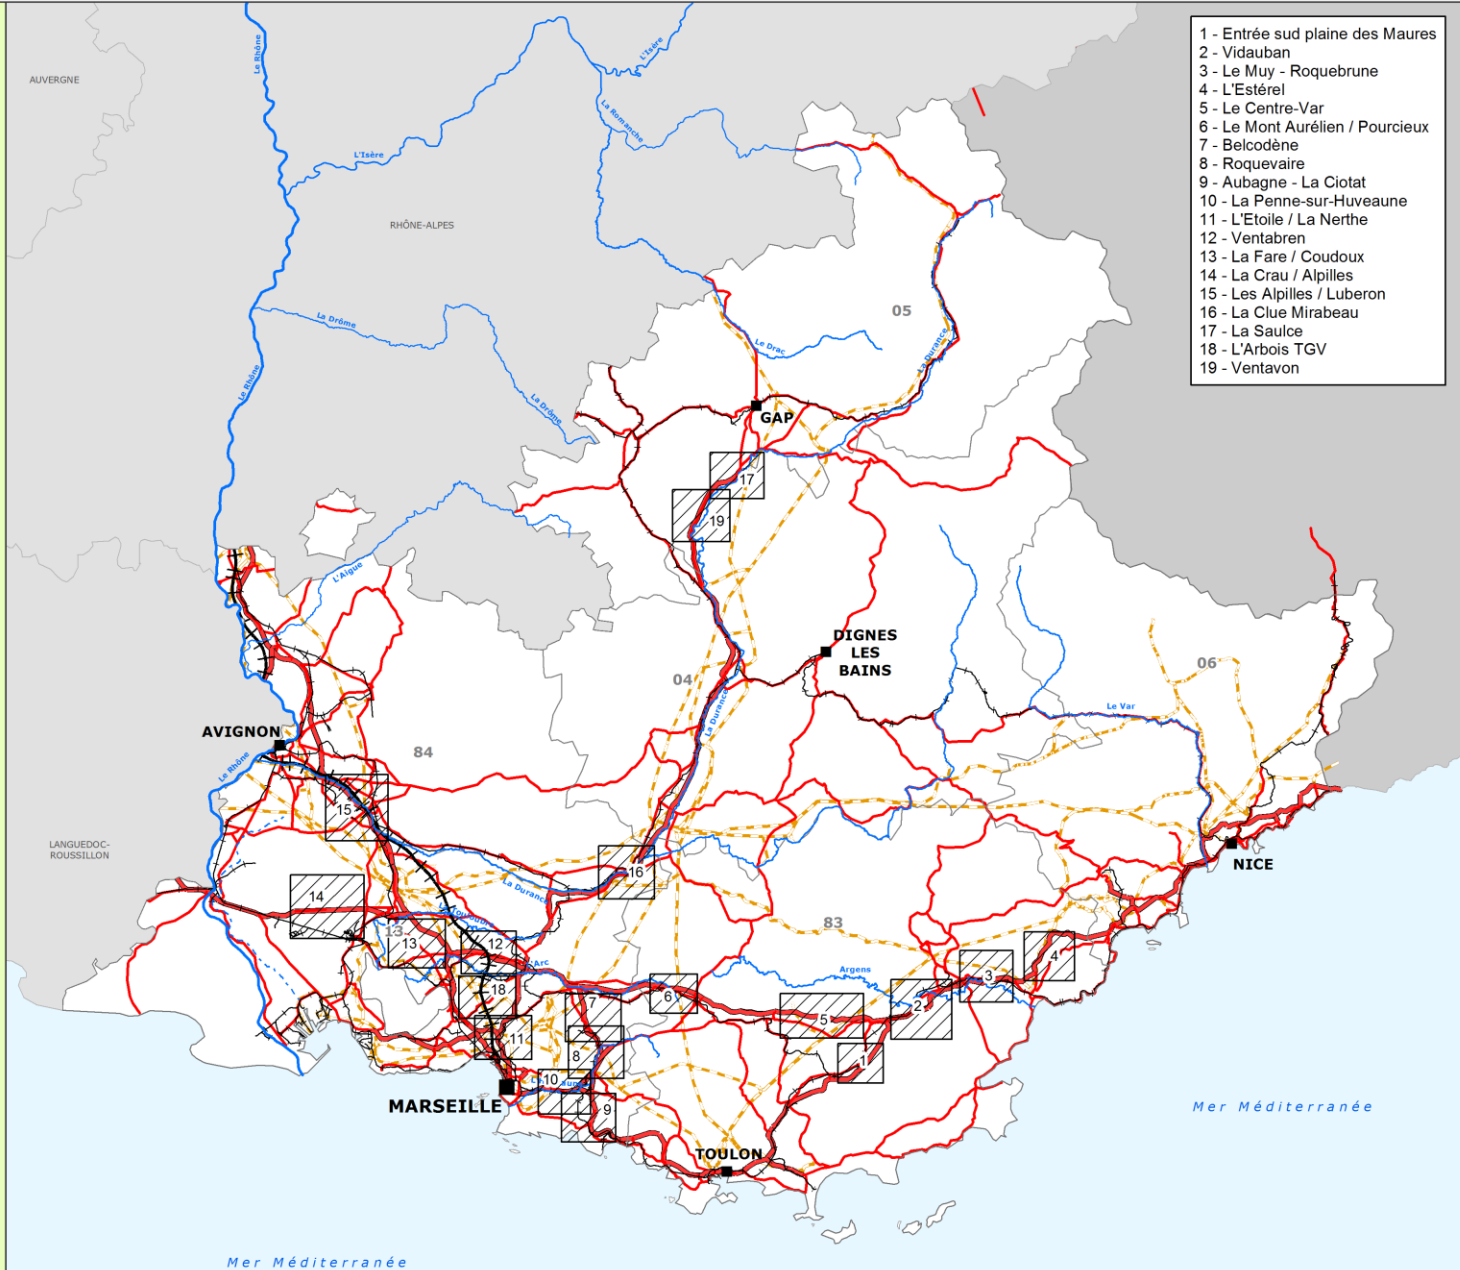 1 - Entrée sud plaine des Maures
2 - Vidauban
3 - Le Muy - Roquebrune
4 - L'Estérel
5 - Le Centre-Var
6 - Le Mont Aurélien / Pourcieux
7 - Belcodène
8 - Roquevaire
9 - Aubagne - La Ciotat
10 - La Penne-sur-Huveaune
11 - L'Etoile / La Nerthe
12 - Ventabren
13 - La Fare / Coudoux
14 - La Crau / Alpilles
15 - Les Alpilles / Luberon
16 - La Clue Mirabeau
17 - La Saulce
18 - L'Arbois TGV
19 - Ventavon
Le Rhône
L'Isère
AUVERGNE
La Romanche
L'Isère
RHÔNE-ALPES
05
La Drôme
Le Drac
La Durance
Le Rhône
La Drôme
GAP
17
19
L'Aigue
DIGNES
LES
BAINS
06
04
La Durance
Le Var
AVIGNON
84
Le Rhône
15
LANGUEDOC-
ROUSSILLON
NICE
16
La Durance
14
83
13
13
12
L'Arc
Argens
4
3
18
7
6
5
2
11
8
1
10
9
MARSEILLE
TOULON
Mer Méditerranée
Mer Méditerranée